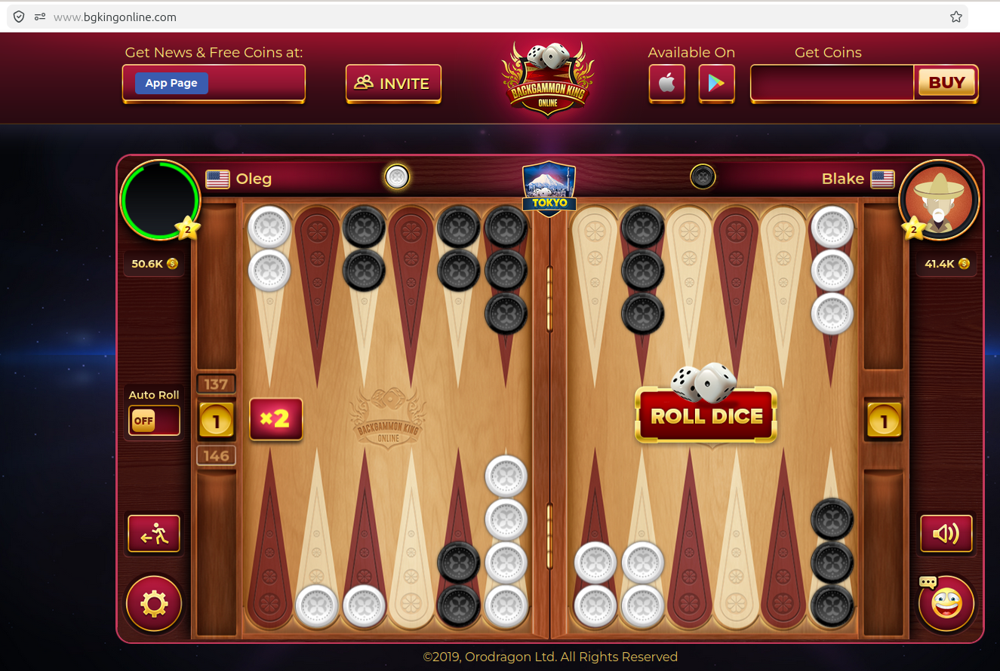 www.bgkingonline.com
Get News & Free Coins at:
App Page
INVITE
BACKGAMMON KING
ONLINE
Available On
Get Coins
BUY
Oleg
TOKYO
Blake
2
2
50.6K
41.4K
137
Auto Roll
OFF
1
×2
BACKGAMMON KING
ONLINE
ROLL DICE
1
146
©2019, Orodragon Ltd. All Rights Reserved